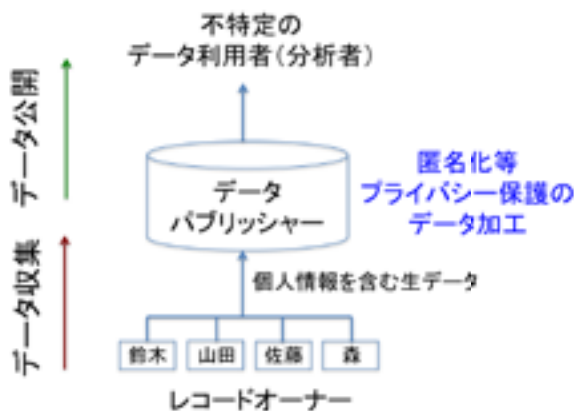 不特定の
データ利用者(分析者)
データ公開
データ
パブリッシャー
匿名化等
プライバシー保護の
データ加工
データ収集
個人情報を含む生データ
鈴木
山田
佐藤
森
レコードオーナー